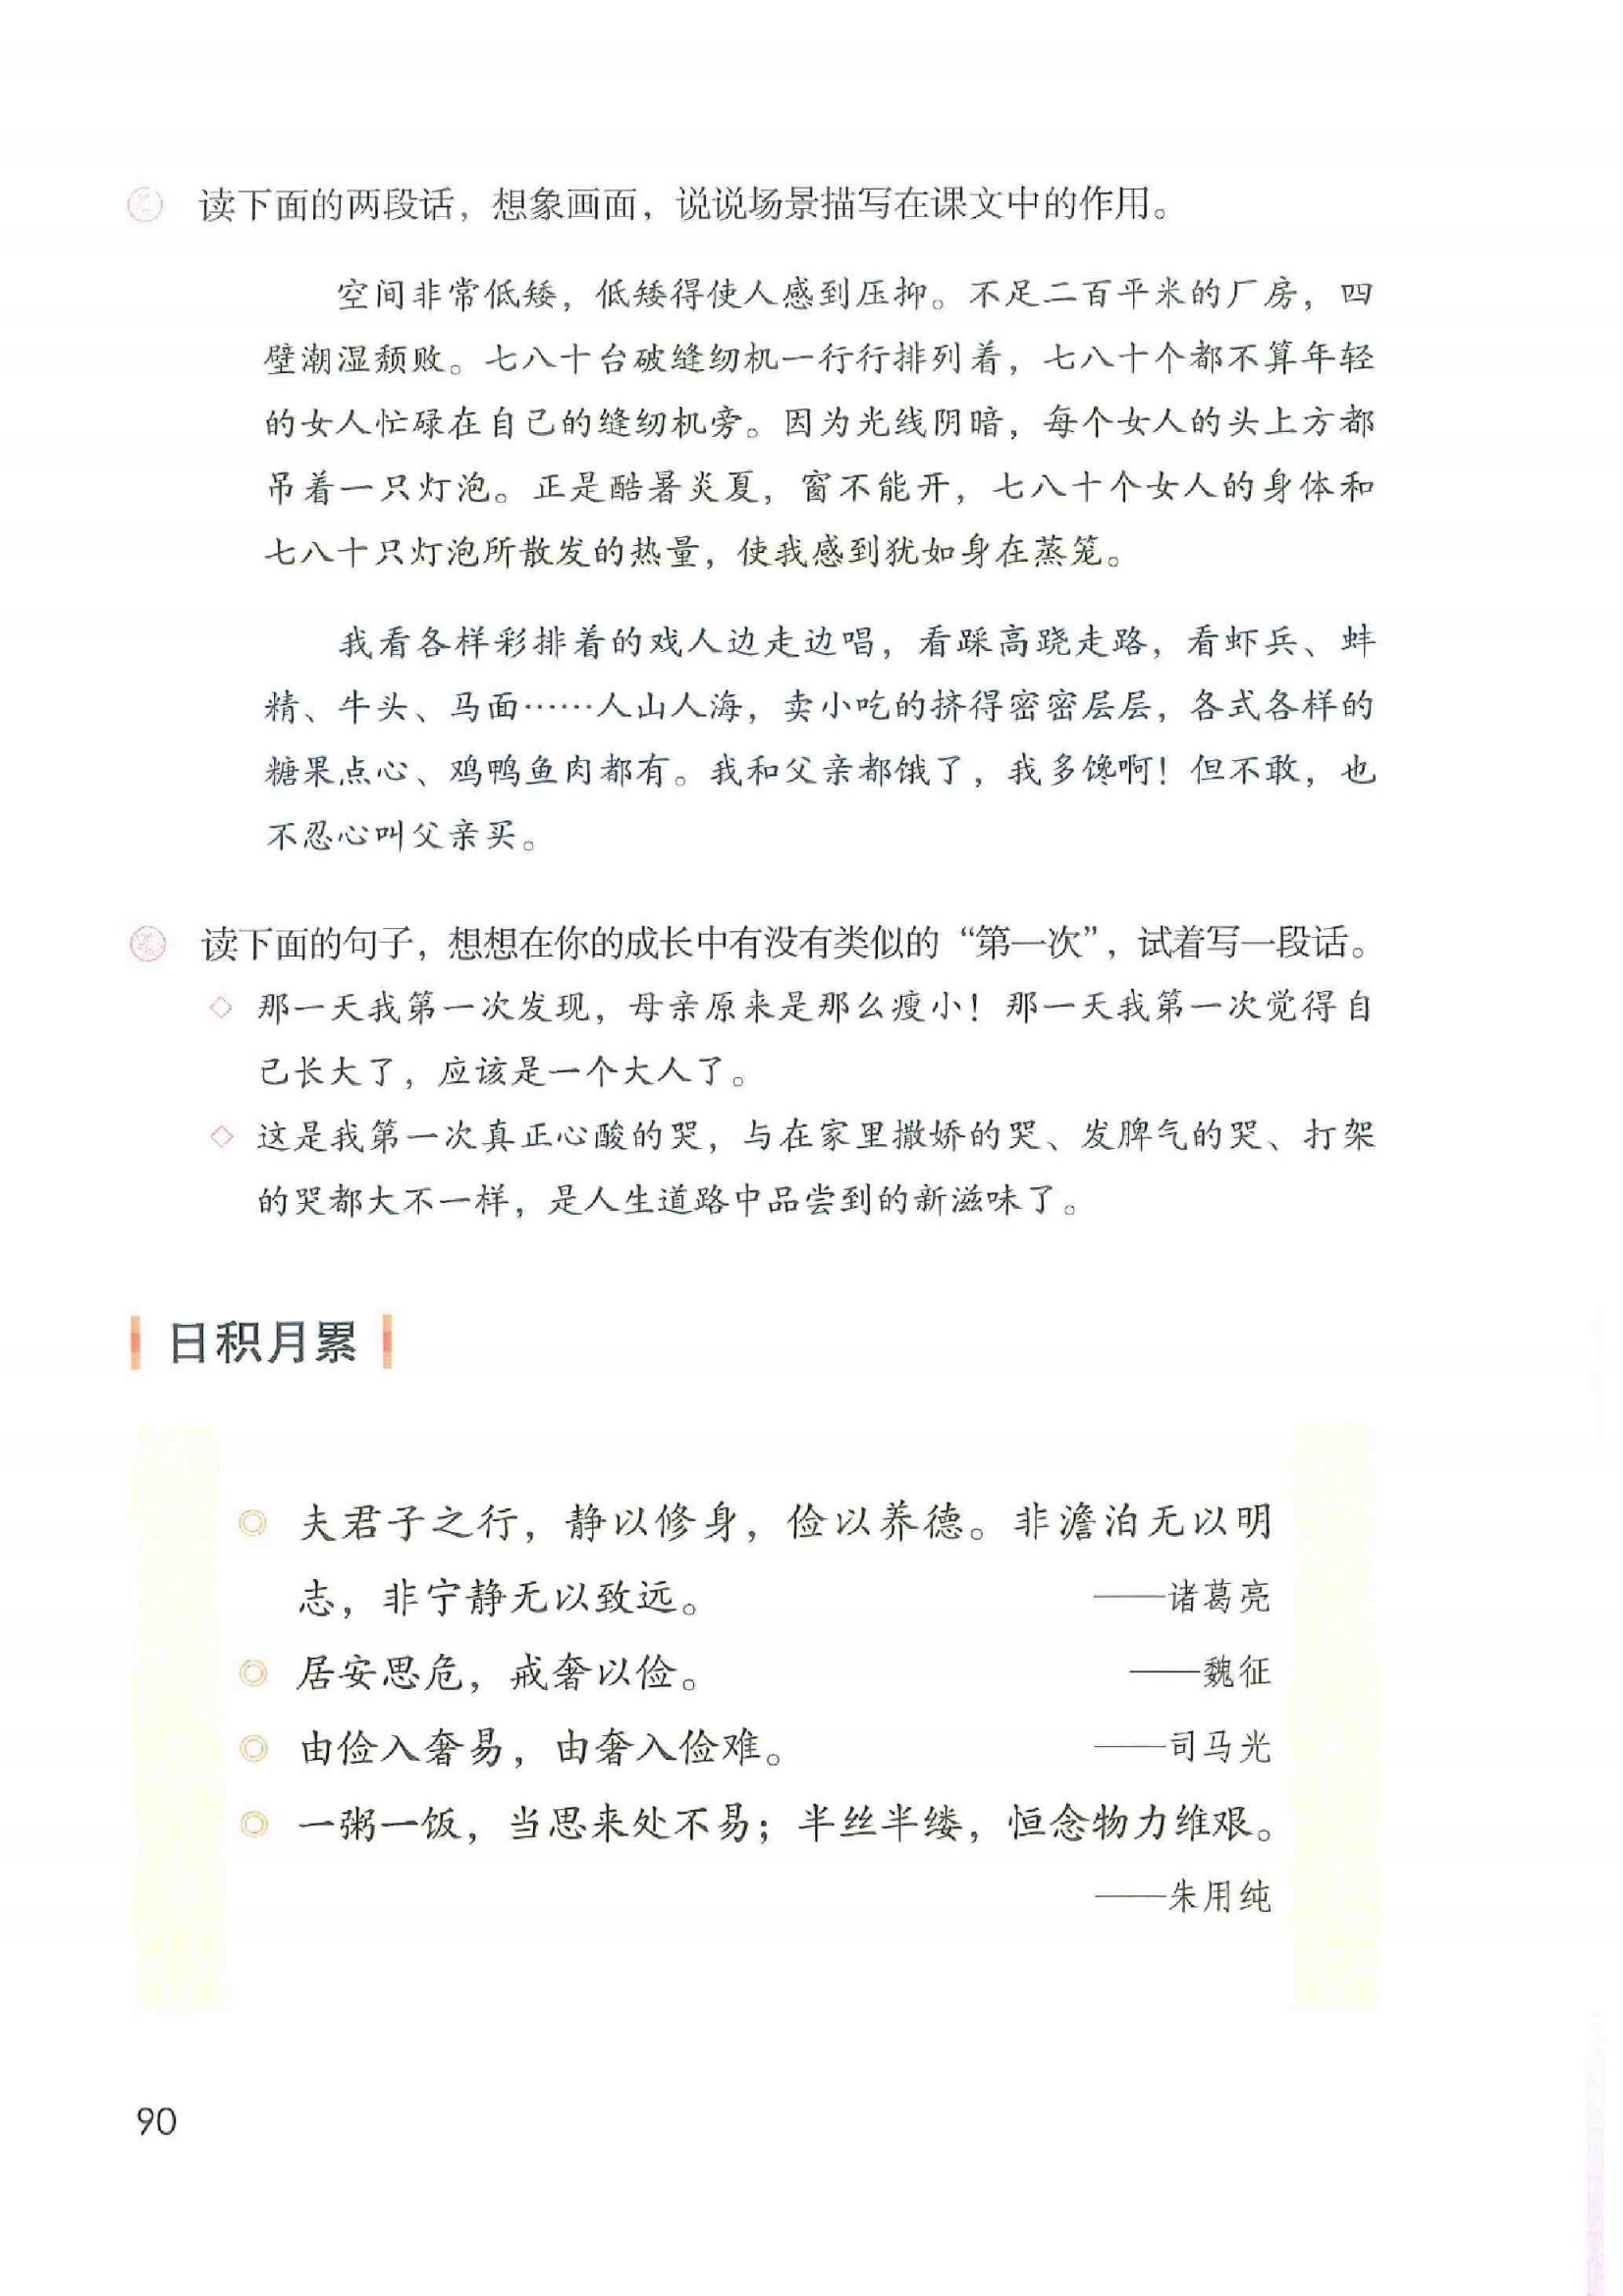 读下面的两段话，想象画面，说说场景描写在课文中的作用。
空间非常低矮，低矮得使人感到压抑。不足二百平米的厂房，四
壁潮湿颓败。七八十台破缝纫机一行行排列着，七八十个都不算年轻
的女人忙碌在自己的缝纫机旁。因为光线阴暗，每个女人的头上方都
吊着一只灯泡。正是酷暑炎夏，窗不能开，七八十个女人的身体和
七八十只灯泡所散发的热量，使我感到犹如身在蒸笼。
我看各样彩排着的戏人边走边唱，看踩高跷走路，看虾兵、蚌
精、牛头、马面……人山人海，卖小吃的挤得密密层层，各式各样的
糖果点心、鸡鸭鱼肉都有。我和父亲都饿了，我多馋啊！但不敢，也
不忍心叫父亲买。
读下面的句子，想想在你的成长中有没有类似的“第一次”，试着写一段话。
◇ 那一天我第一次发现，母亲原来是那么瘦小！那一天我第一次觉得自
己长大了，应该是一个大人了。
◇ 这是我第一次真正心酸的哭，与在家里撒娇的哭、发脾气的哭、打架
的哭都大不一样，是人生道路中品尝到的新滋味了。
日积月累
◎ 夫君子之行，静以修身，俭以养德。非澹泊无以明
志，非宁静无以致远。 ——诸葛亮
◎ 居安思危，戒奢以俭。 ——魏征
◎ 由俭入奢易，由奢入俭难。 ——司马光
◎ 一粥一饭，当思来处不易；半丝半缕，恒念物力维艰。
——朱用纯
90